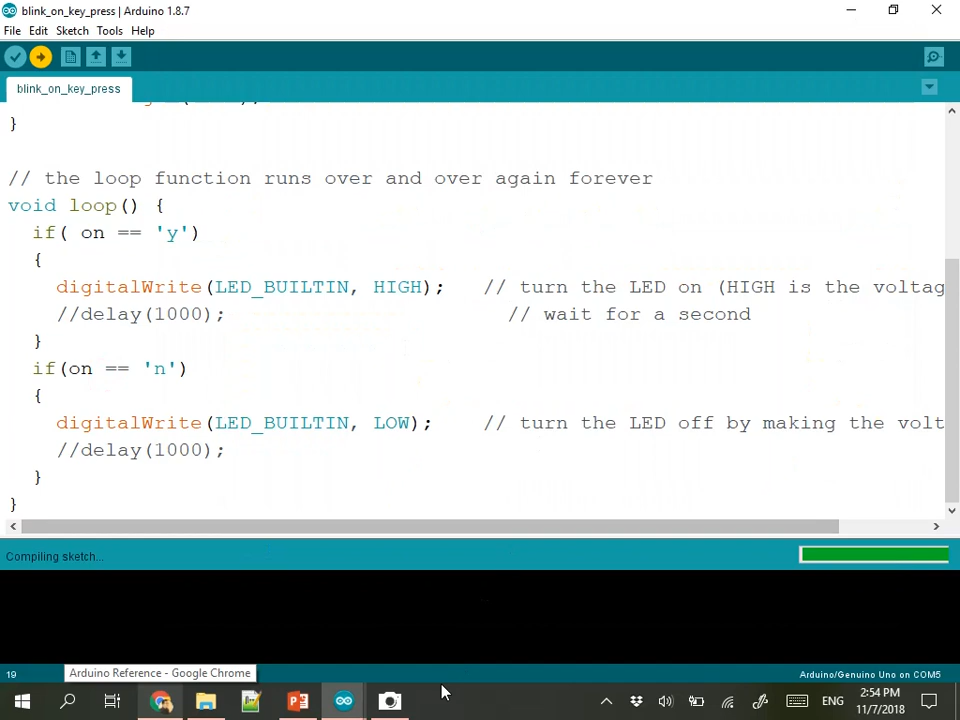 blink_on_key_press | Arduino 1.8.7
File Edit Sketch Tools Help
blink_on_key_press
}
// the loop function runs over and over again forever
void loop() {
if( on == 'y')
{
digitalWrite(LED_BUILTIN, HIGH); // turn the LED on (HIGH is the voltag
//delay(1000); // wait for a second
}
if(on == 'n')
{
digitalWrite(LED_BUILTIN, LOW); // turn the LED off by making the volt
//delay(1000);
}
}
Compiling sketch...
19
Arduino Reference - Google Chrome
Arduino/Genuino Uno on COM5
ENG
2:54 PM
11/7/2018